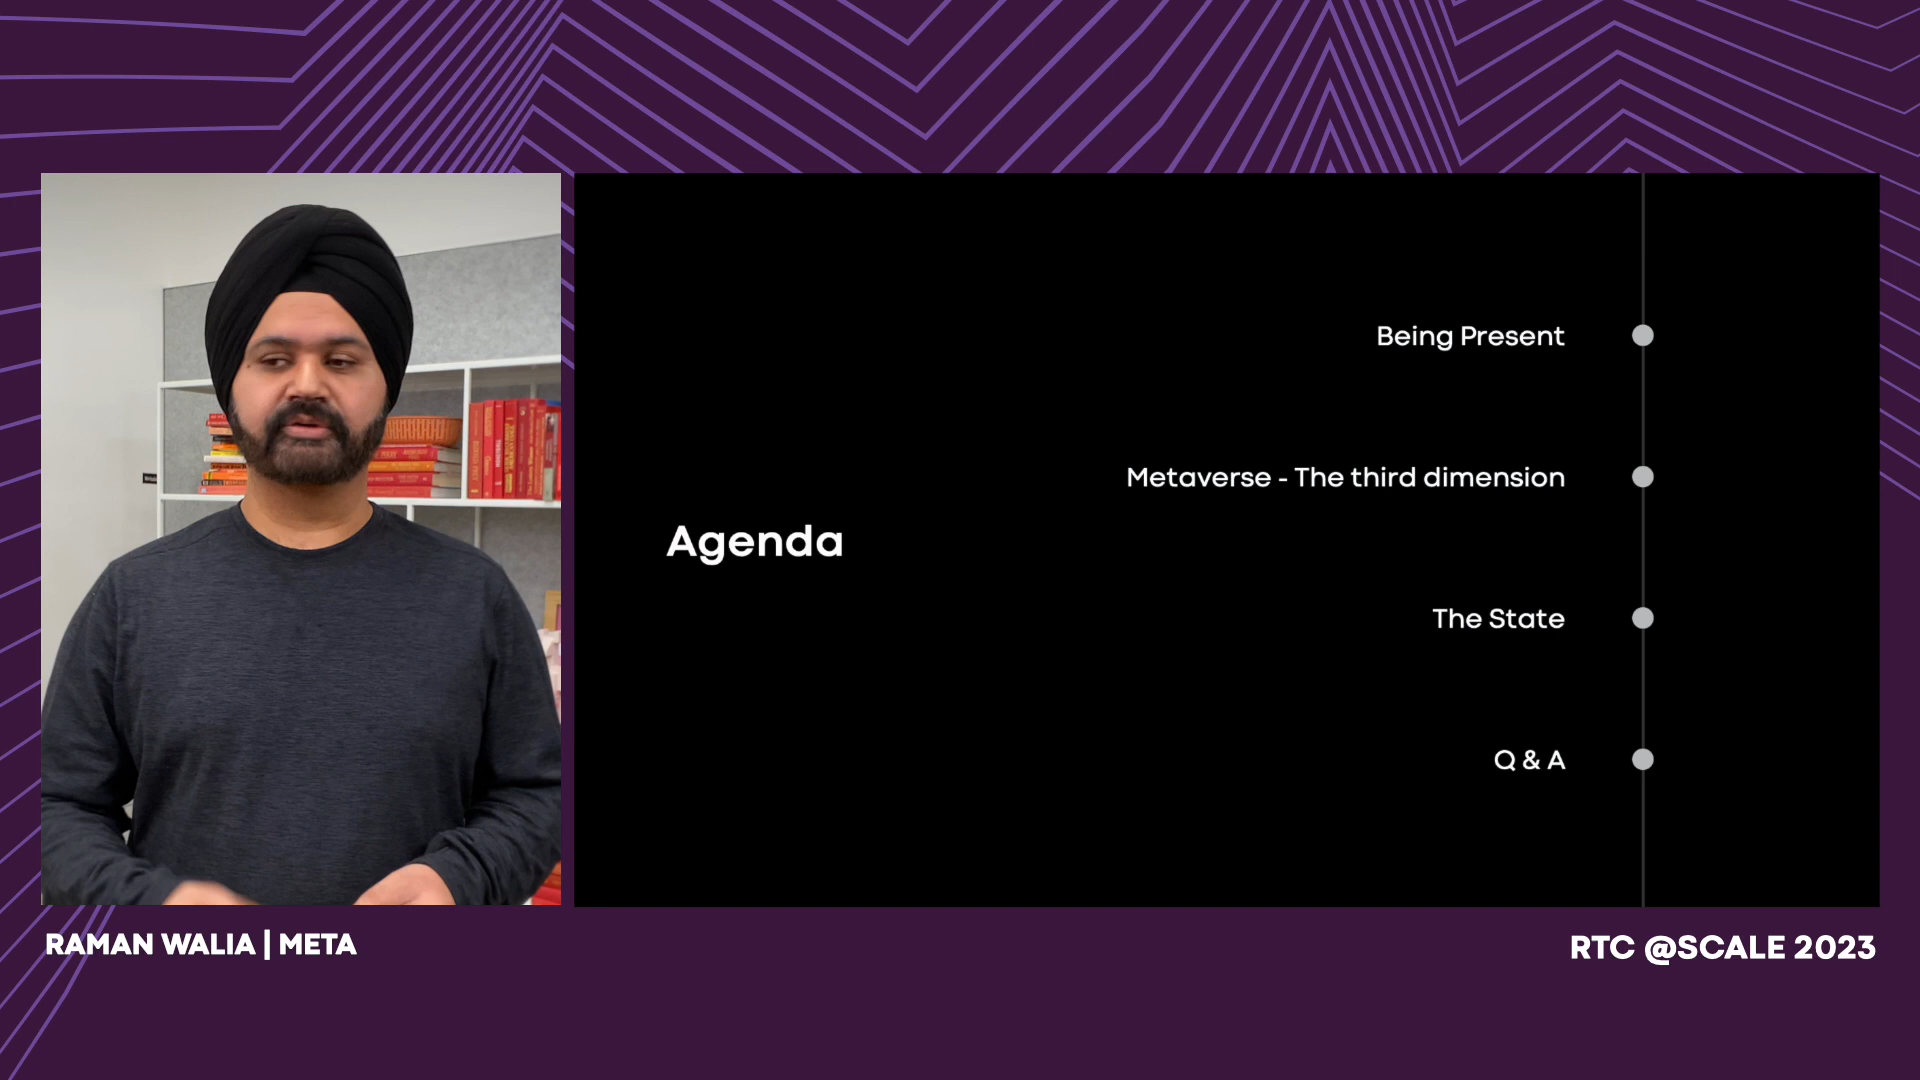 Being Present
Metaverse - The third dimension
Agenda
The State
Q & A
RAMAN WALIA | META
RTC @SCALE 2023